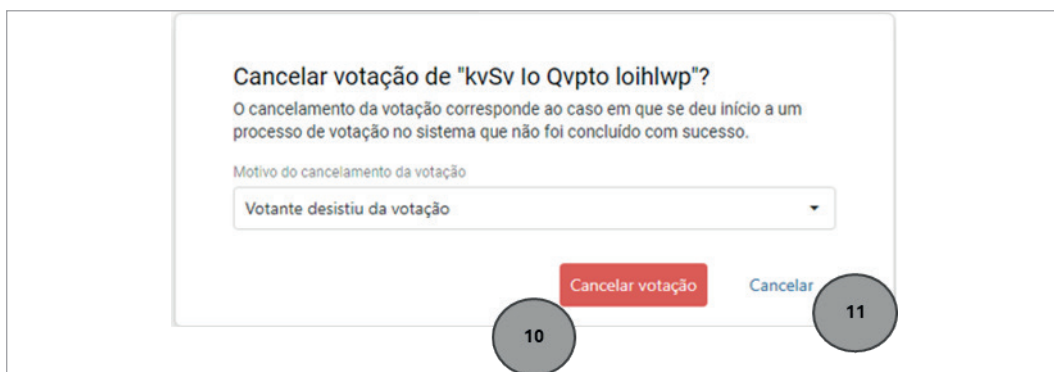 Cancelar votação de "kvSv Io Qvpto loihlwp"?
O cancelamento da votação corresponde ao caso em que se deu início a um
processo de votação no sistema que não foi concluído com sucesso.
Motivo do cancelamento da votação
Votante desistiu da votação
Cancelar votação Cancelar
10 11